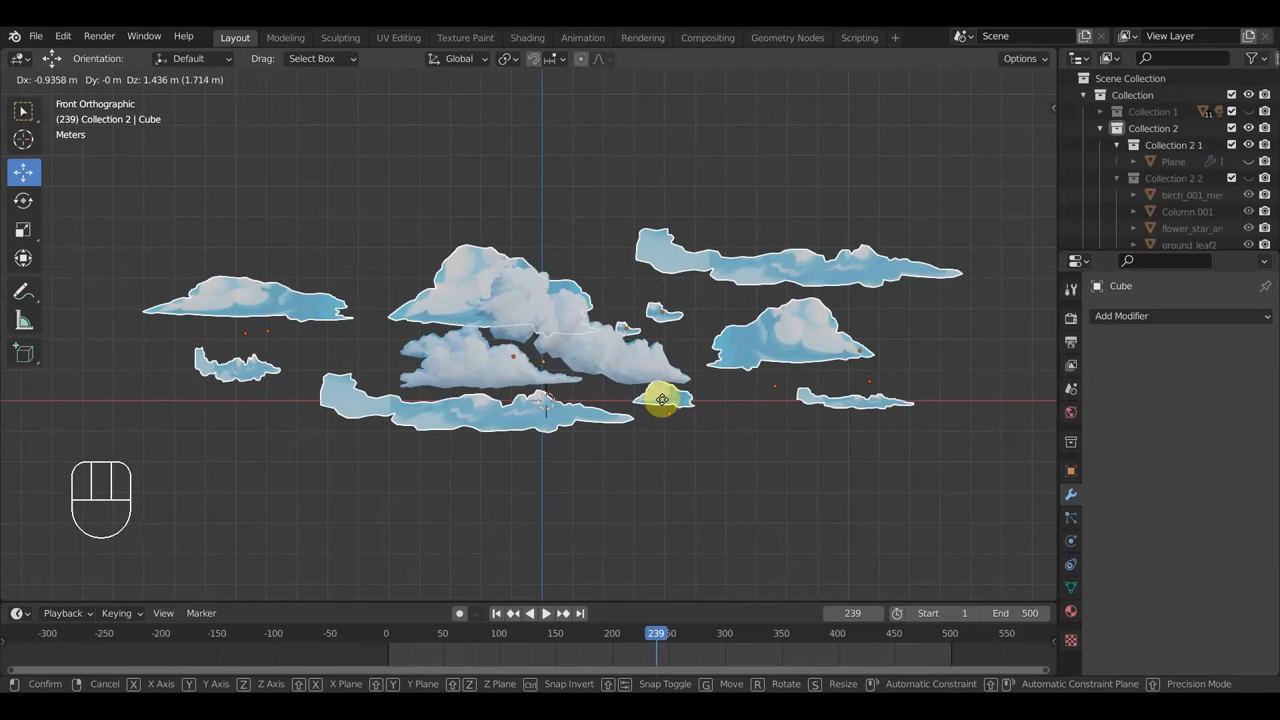 File Edit Render Window Help Layout Modeling Sculpting UV Editing Texture Paint Shading Animation Rendering Compositing Geometry Nodes Scripting + Scene View Layer
Orientation: Default Drag: Select Box Global Options
Dx: -0.9358 m Dy: -0 m Dz: 1.436 m (1.714 m)
Front Orthographic
(239) Collection 2 | Cube
Meters
Scene Collection
Collection
Collection 1 11
Collection 2
Collection 2 1
Plane
Collection 2 2
birch_001_mes
Column.001
flower_star_an
ground_leaf2
Cube
Add Modifier
Playback Keying View Marker 239 Start 1 End 500
-300 -250 -200 -150 -100 -50 0 50 100 150 200 239 300 350 400 450 500 550
Confirm Cancel X X Axis Y Y Axis Z Z Axis X X Plane Y Y Plane Z Z Plane Ctrl Snap Invert Snap Toggle G Move R Rotate S Resize Automatic Constraint Automatic Constraint Plane Precision Mode